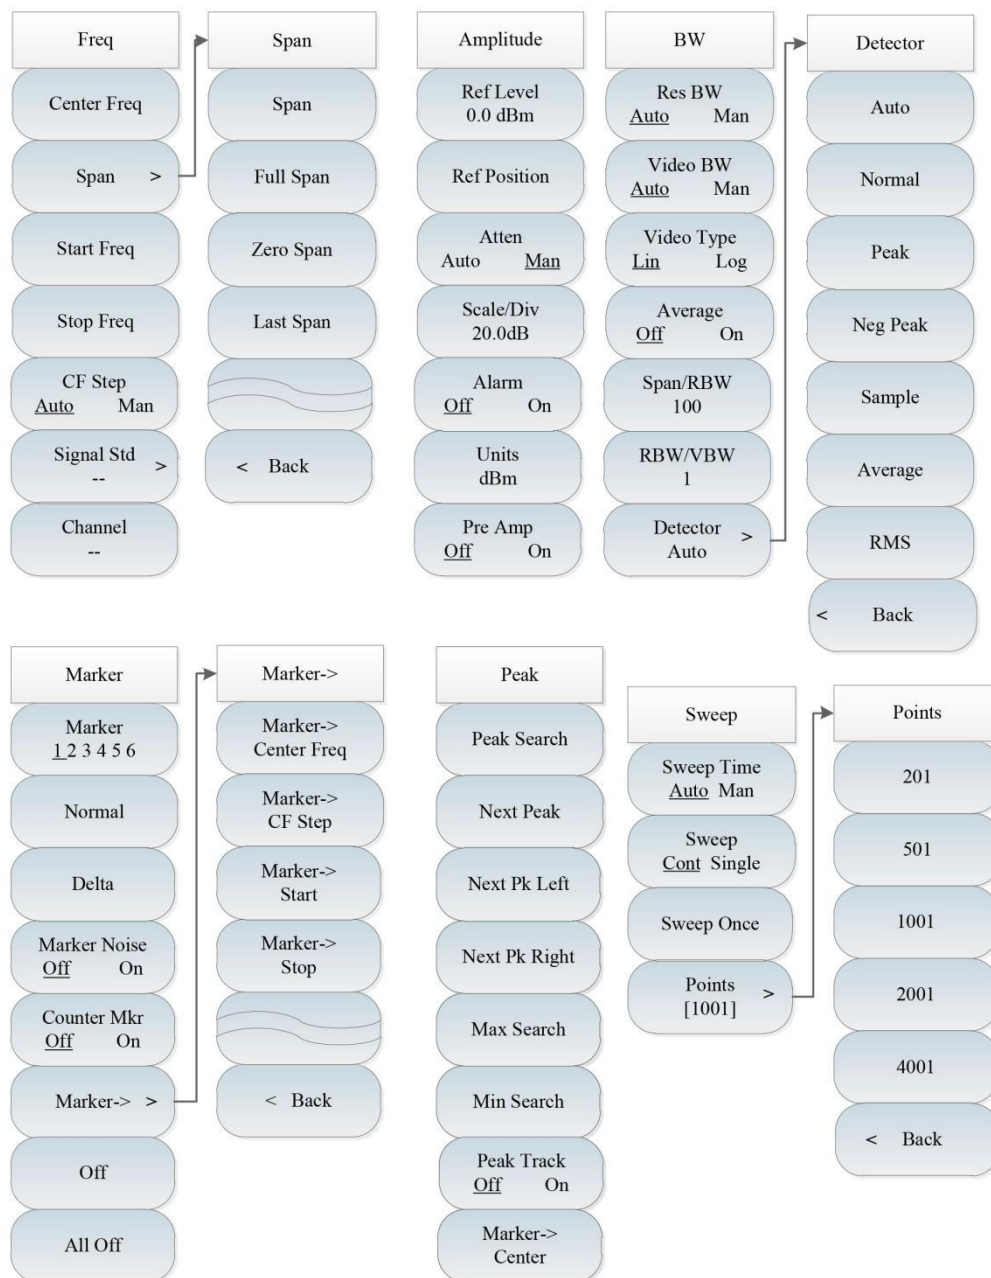 Freq
Center Freq
Span >
Start Freq
Stop Freq
CF Step
Auto Man
Signal Std >
--
Channel
--
Span
Span
Full Span
Zero Span
Last Span
< Back
Amplitude
Ref Level
0.0 dBm
Ref Position
Atten
Auto Man
Scale/Div
20.0dB
Alarm
Off On
Units
dBm
Pre Amp
Off On
BW
Res BW
Auto Man
Video BW
Auto Man
Video Type
Lin Log
Average
Off On
Span/RBW
100
RBW/VBW
1
Detector >
Auto
Detector
Auto
Normal
Peak
Neg Peak
Sample
Average
RMS
< Back
Marker
Marker
1 2 3 4 5 6
Normal
Delta
Marker Noise
Off On
Counter Mkr
Off On
Marker-> >
Off
All Off
Marker->
Marker->
Center Freq
Marker->
CF Step
Marker->
Start
Marker->
Stop
< Back
Peak
Peak Search
Next Peak
Next Pk Left
Next Pk Right
Max Search
Min Search
Peak Track
Off On
Marker->
Center
Sweep
Sweep Time
Auto Man
Sweep
Cont Single
Sweep Once
Points >
[1001]
Points
201
501
1001
2001
4001
< Back